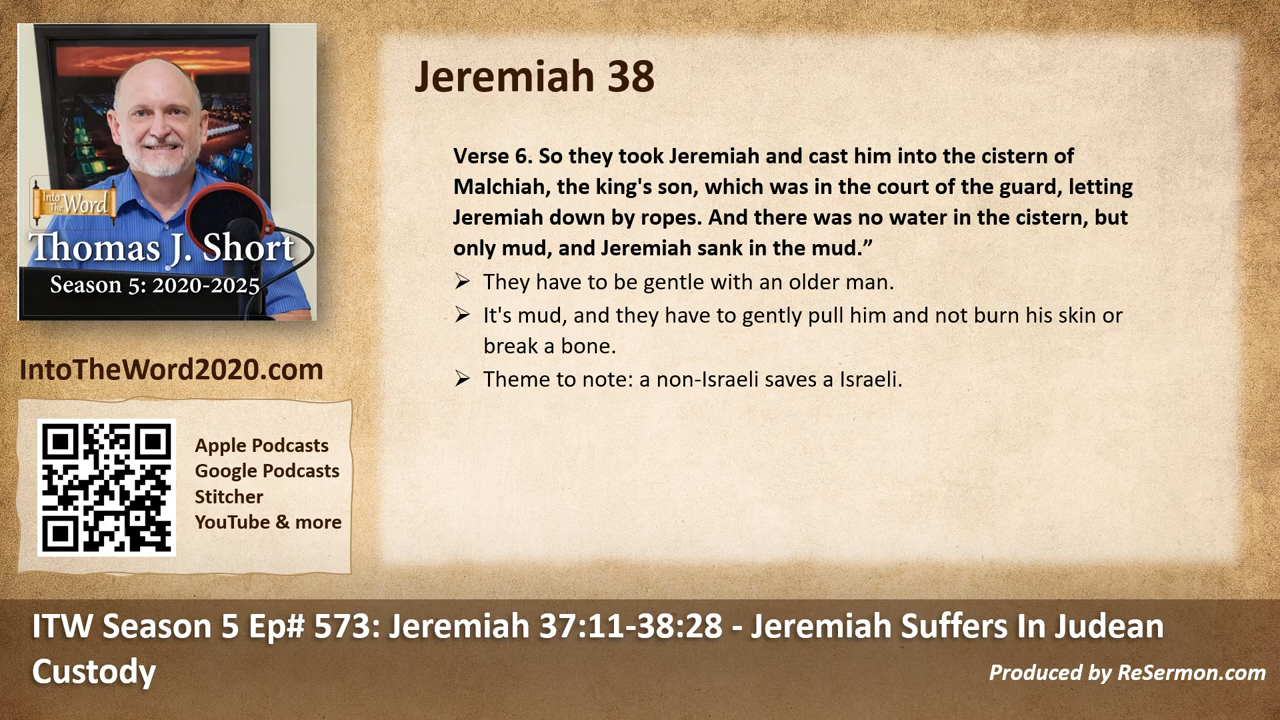 Into
The Word
Thomas J. Short
Season 5: 2020-2025
IntoTheWord2020.com
Apple Podcasts
Google Podcasts
Stitcher
YouTube & more
Jeremiah 38
Verse 6. So they took Jeremiah and cast him into the cistern of
Malchiah, the king's son, which was in the court of the guard, letting
Jeremiah down by ropes. And there was no water in the cistern, but
only mud, and Jeremiah sank in the mud.”
They have to be gentle with an older man.
It's mud, and they have to gently pull him and not burn his skin or
break a bone.
Theme to note: a non-Israeli saves a Israeli.
ITW Season 5 Ep# 573: Jeremiah 37:11-38:28 - Jeremiah Suffers In Judean
Custody
Produced by ReSermon.com